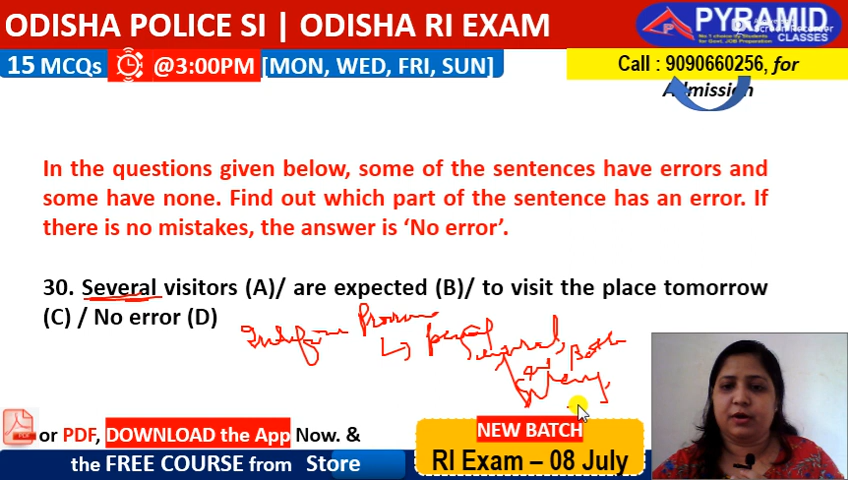 ODISHA POLICE SI | ODISHA RI EXAM
PYRAMID
CLASSES
15 MCQs @3:00PM [MON, WED, FRI, SUN]
Call : 9090660256, for
Admission
In the questions given below, some of the sentences have errors and
some have none. Find out which part of the sentence has an error. If
there is no mistakes, the answer is ‘No error’.
30. Several visitors (A)/ are expected (B)/ to visit the place tomorrow
(C) / No error (D)
Several, Both
PDF
or PDF, DOWNLOAD the App Now. &
the FREE COURSE from Store
NEW BATCH
RI Exam – 08 July